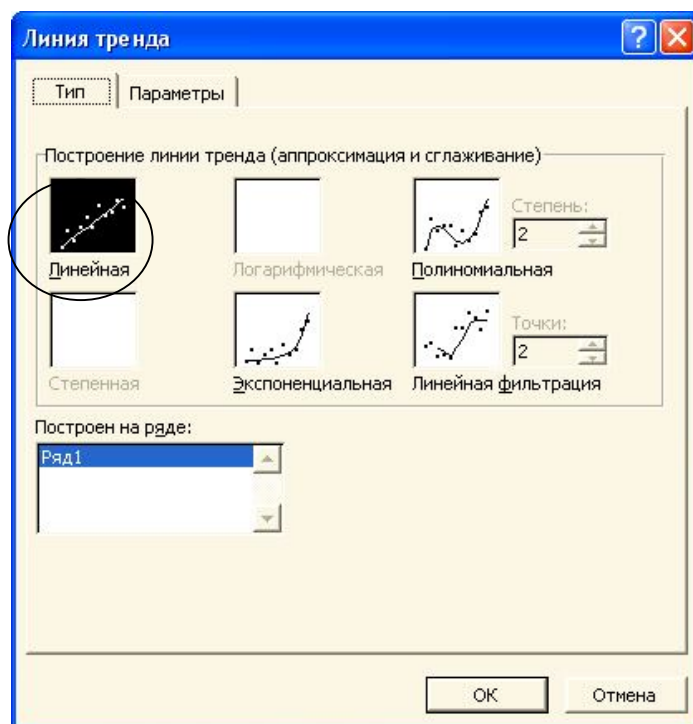 Линия тренда
Тип Параметры
Построение линии тренда (аппроксимация и сглаживание)
Линейная Логарифмическая Полиномиальная
Степень:
2
Степенная Экспоненциальная Линейная фильтрация
Точки:
2
Построен на ряде:
Ряд1
OK Отмена